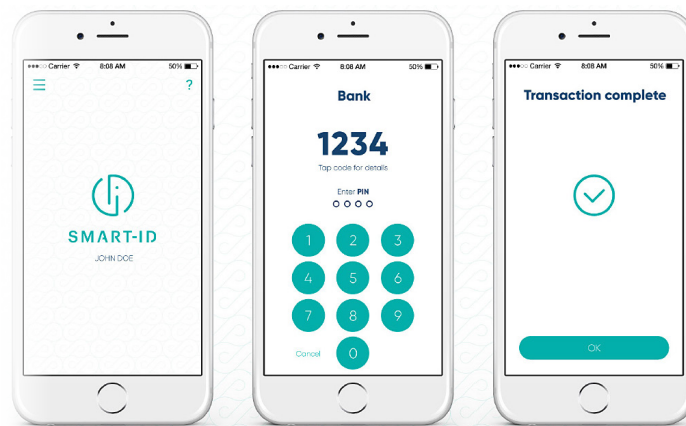 Carrier 8:08 AM 50%
?
SMART-ID
JOHN DOE
Carrier 8:08 AM 50%
Bank
1234
Tap code for details
Enter PIN
1 2 3
4 5 6
7 8 9
Cancel 0
Carrier 8:08 AM 50%
Transaction complete
OK